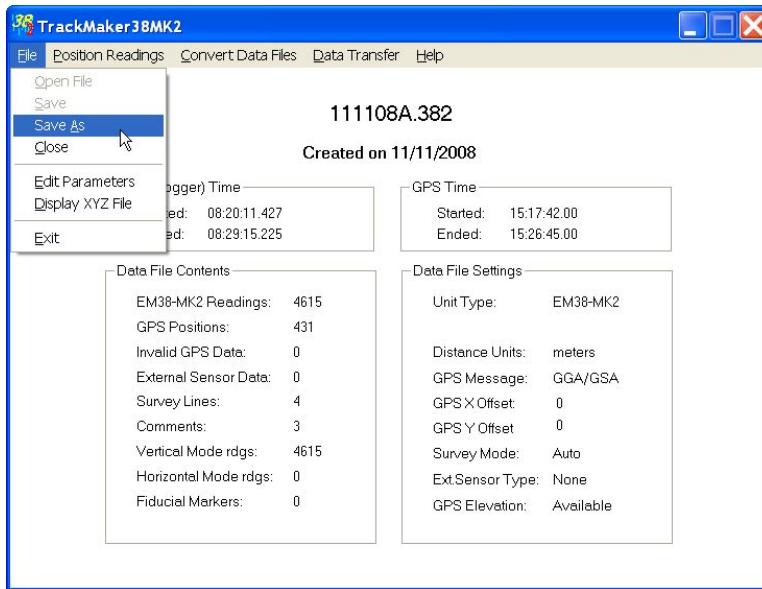 TrackMaker38MK2
File Position Readings Convert Data Files Data Transfer Help
Open File
Save
Save As
Close
Edit Parameters
Display XYZ File
Exit
111108A.382
Created on 11/11/2008
ogger) Time
ed: 08:20:11.427
ed: 08:29:15.225
GPS Time
Started: 15:17:42.00
Ended: 15:26:45.00
Data File Contents
EM38-MK2 Readings: 4615
GPS Positions: 431
Invalid GPS Data: 0
External Sensor Data: 0
Survey Lines: 4
Comments: 3
Vertical Mode rdgs: 4615
Horizontal Mode rdgs: 0
Fiducial Markers: 0
Data File Settings
Unit Type: EM38-MK2
Distance Units: meters
GPS Message: GGA/GSA
GPS X Offset: 0
GPS Y Offset 0
Survey Mode: Auto
Ext.Sensor Type: None
GPS Elevation: Available